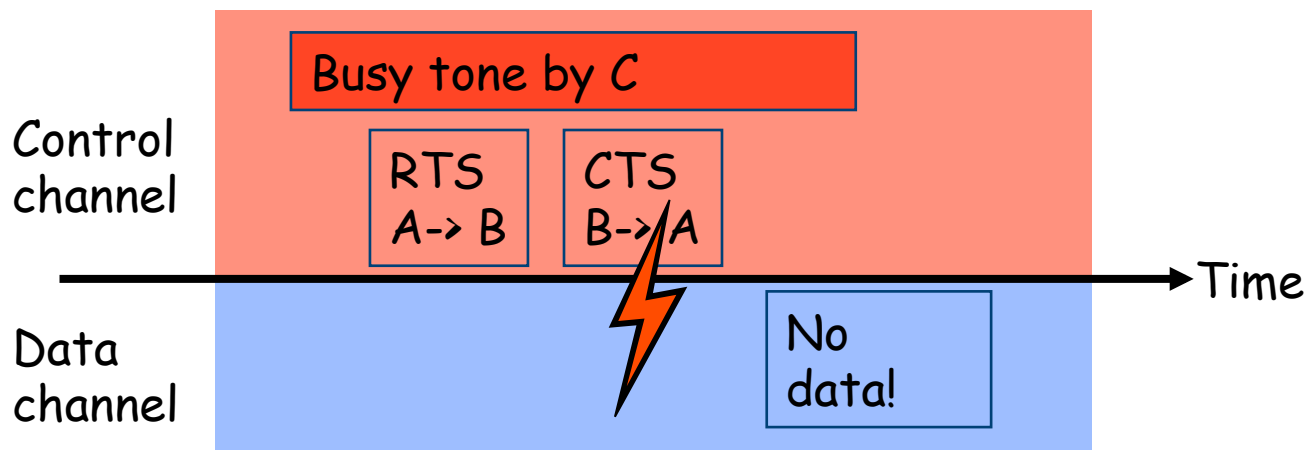 Busy tone by C
Control
channel
RTS
A-> B
CTS
B-> A
Time
Data
channel
No
data!